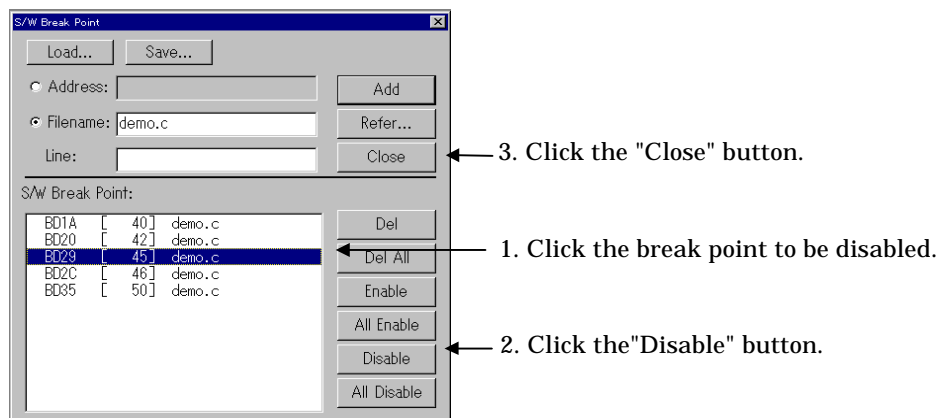 S/W Break Point
Load... Save...
Address: Add
Filename: demo.c Refer...
Line: Close
3. Click the "Close" button.
S/W Break Point:
BD1A [ 40] demo.c
BD20 [ 42] demo.c
BD29 [ 45] demo.c
BD2C [ 46] demo.c
BD35 [ 50] demo.c
Del
Del All
1. Click the break point to be disabled.
Enable
All Enable
Disable
2. Click the"Disable" button.
All Disable